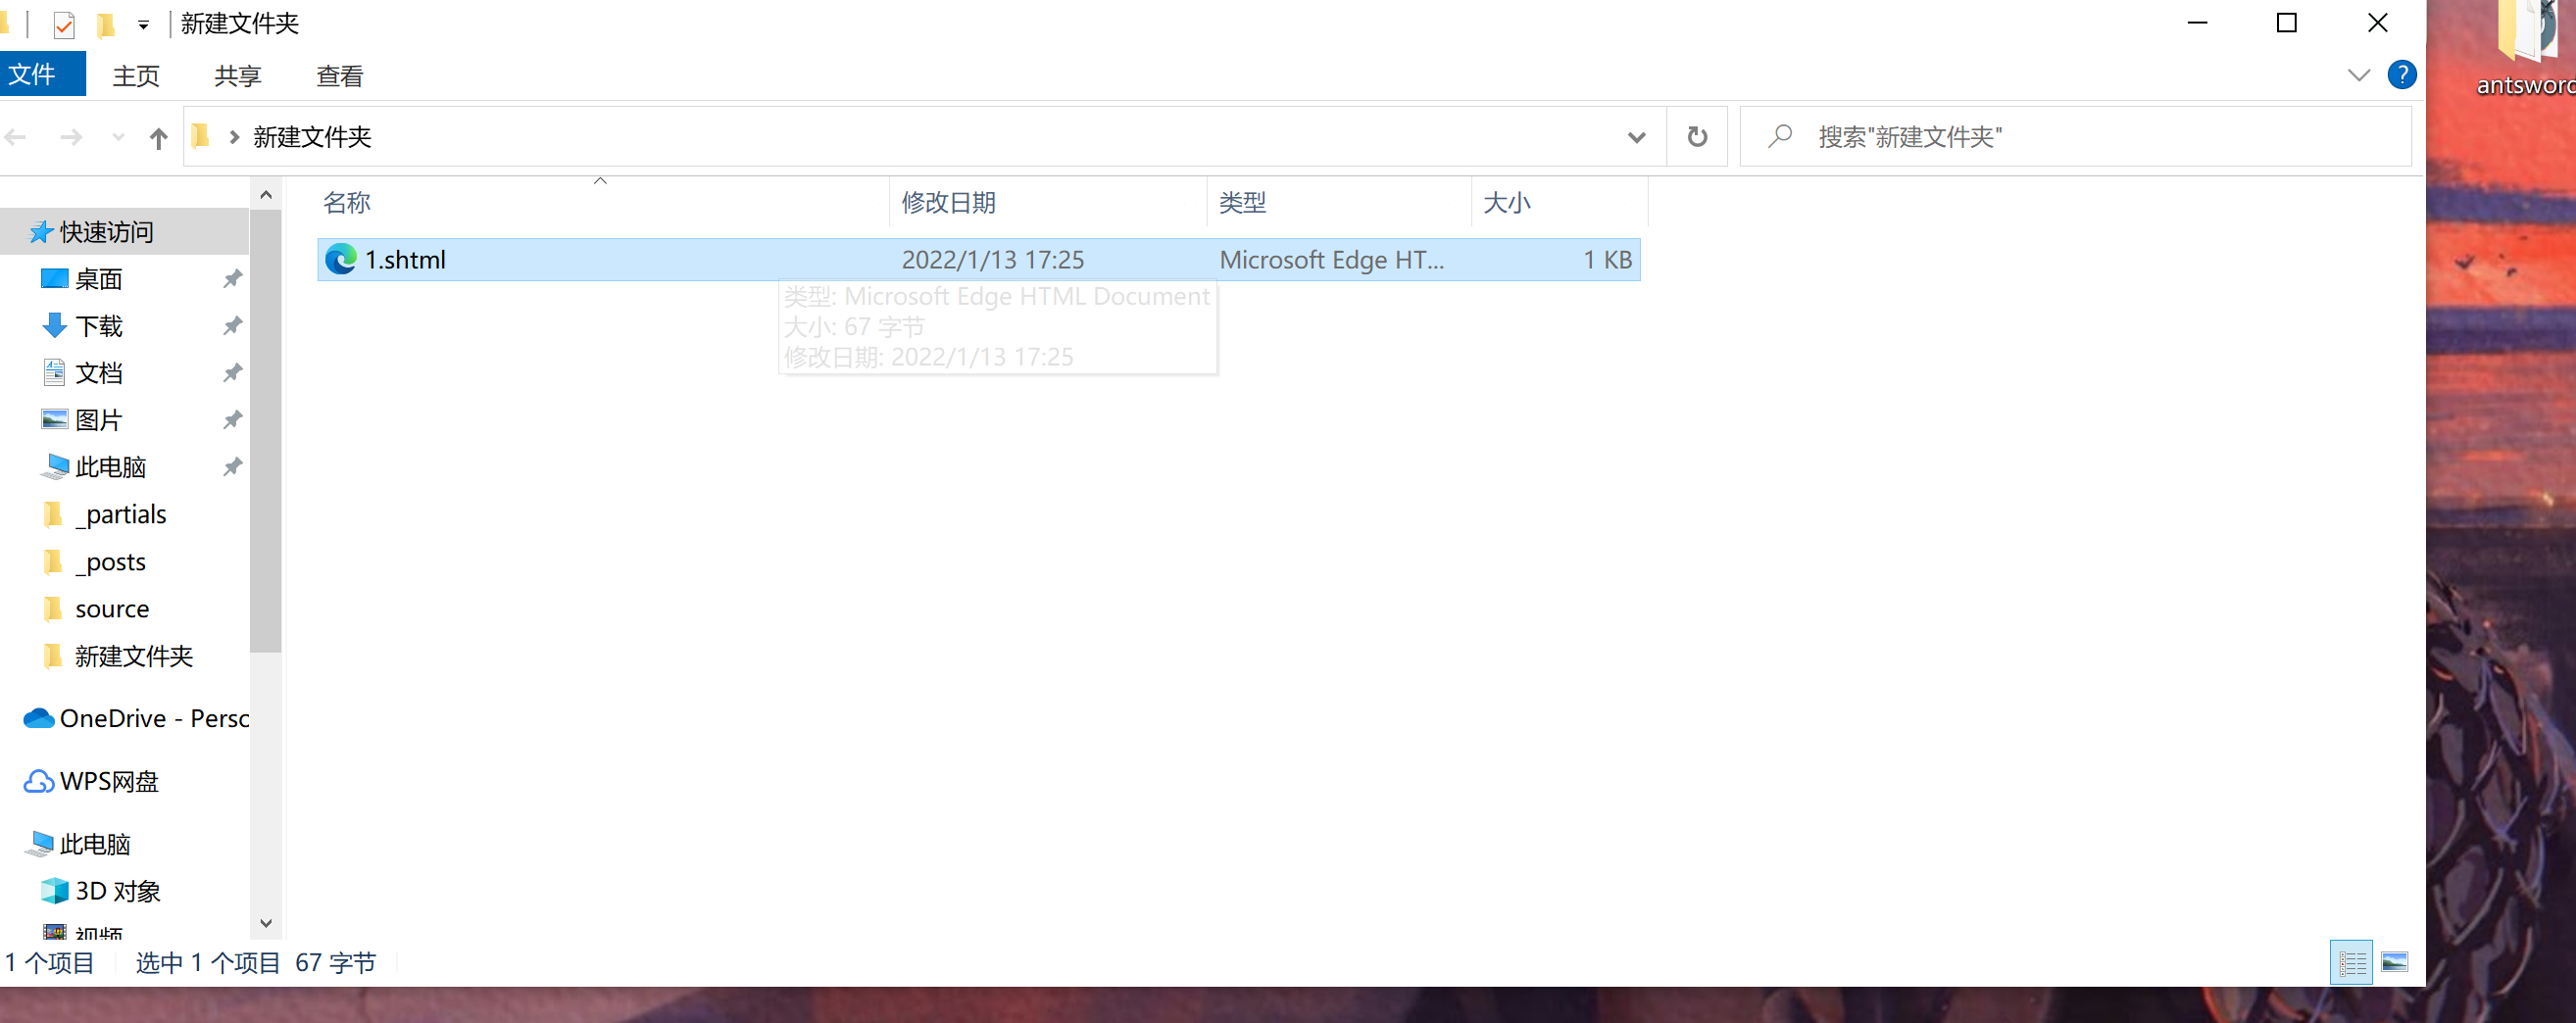 新建文件夹
文件 主页 共享 查看
antsword
新建文件夹
搜索"新建文件夹"
名称 修改日期 类型 大小
快速访问
1.shtml 2022/1/13 17:25 Microsoft Edge HT... 1 KB
类型: Microsoft Edge HTML Document
大小: 67 字节
修改日期: 2022/1/13 17:25
桌面
下载
文档
图片
此电脑
_partials
_posts
source
新建文件夹
OneDrive - Perso
WPS网盘
此电脑
3D 对象
视频
1 个项目 选中 1 个项目 67 字节